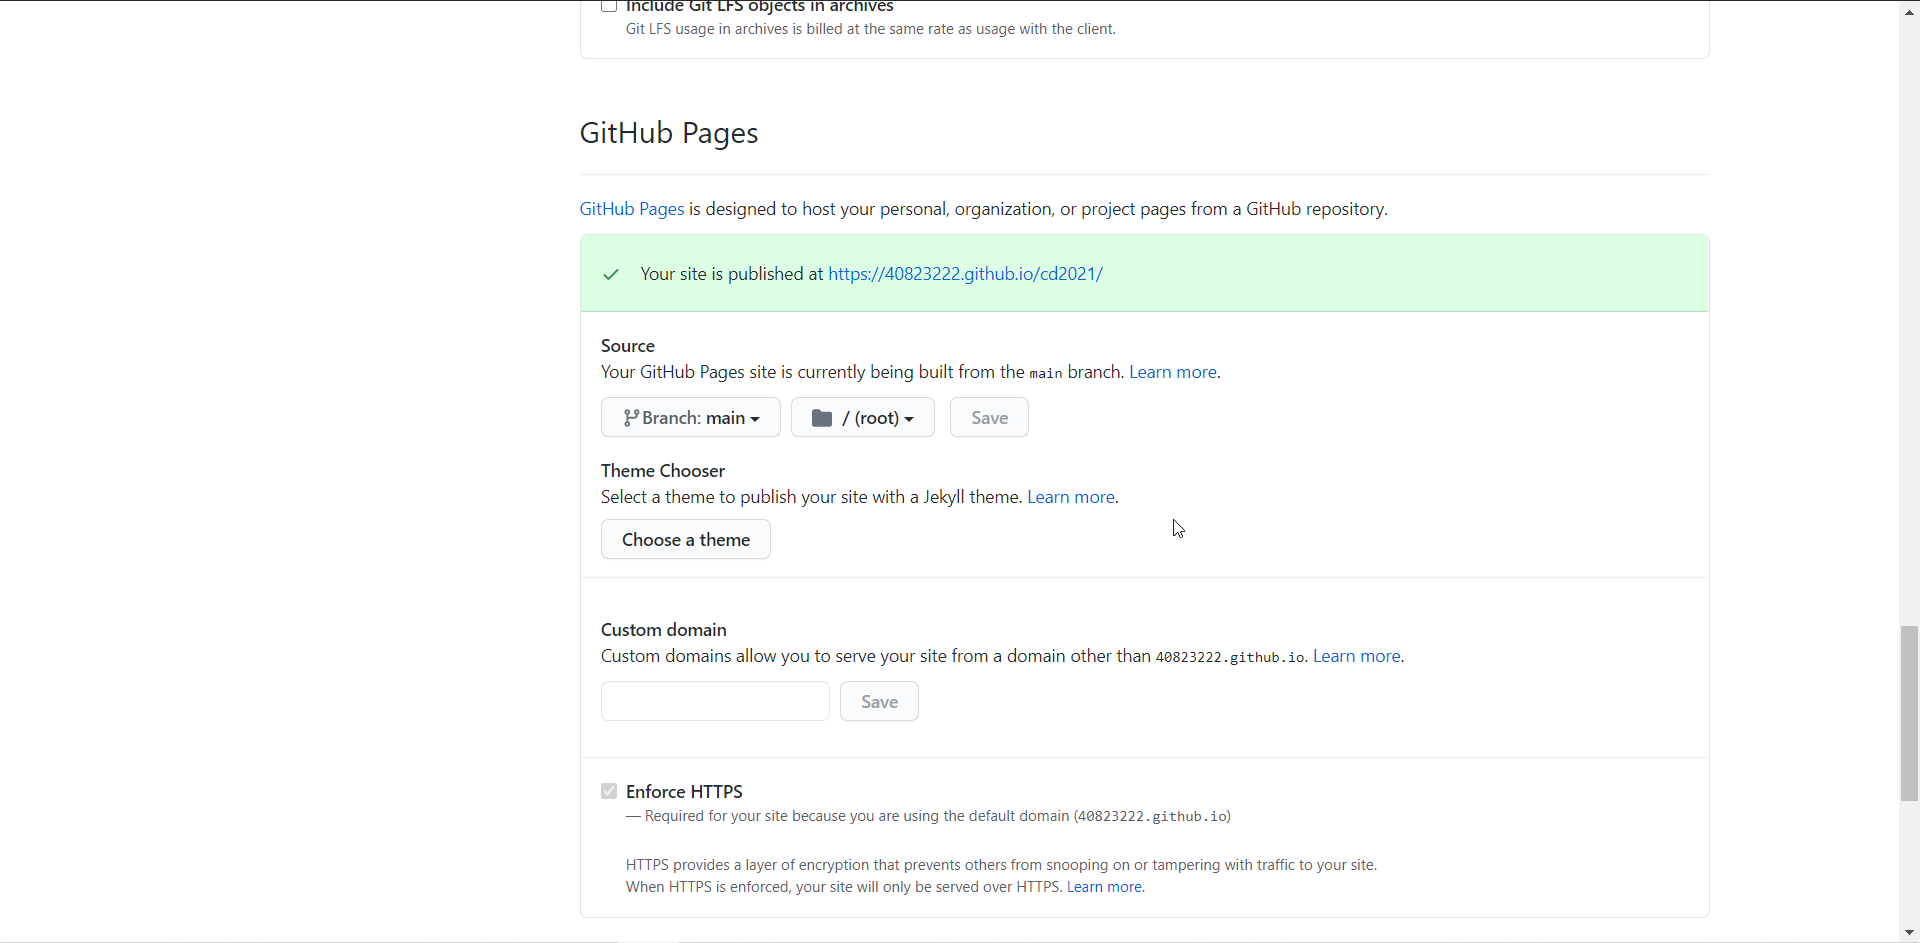 Include Git LFS objects in archives
Git LFS usage in archives is billed at the same rate as usage with the client.
GitHub Pages
GitHub Pages is designed to host your personal, organization, or project pages from a GitHub repository.
Your site is published at https://40823222.github.io/cd2021/
Source
Your GitHub Pages site is currently being built from the main branch. Learn more.
Branch: main / (root) Save
Theme Chooser
Select a theme to publish your site with a Jekyll theme. Learn more.
Choose a theme
Custom domain
Custom domains allow you to serve your site from a domain other than 40823222.github.io. Learn more.
Save
Enforce HTTPS
— Required for your site because you are using the default domain (40823222.github.io)
HTTPS provides a layer of encryption that prevents others from snooping on or tampering with traffic to your site.
When HTTPS is enforced, your site will only be served over HTTPS. Learn more.